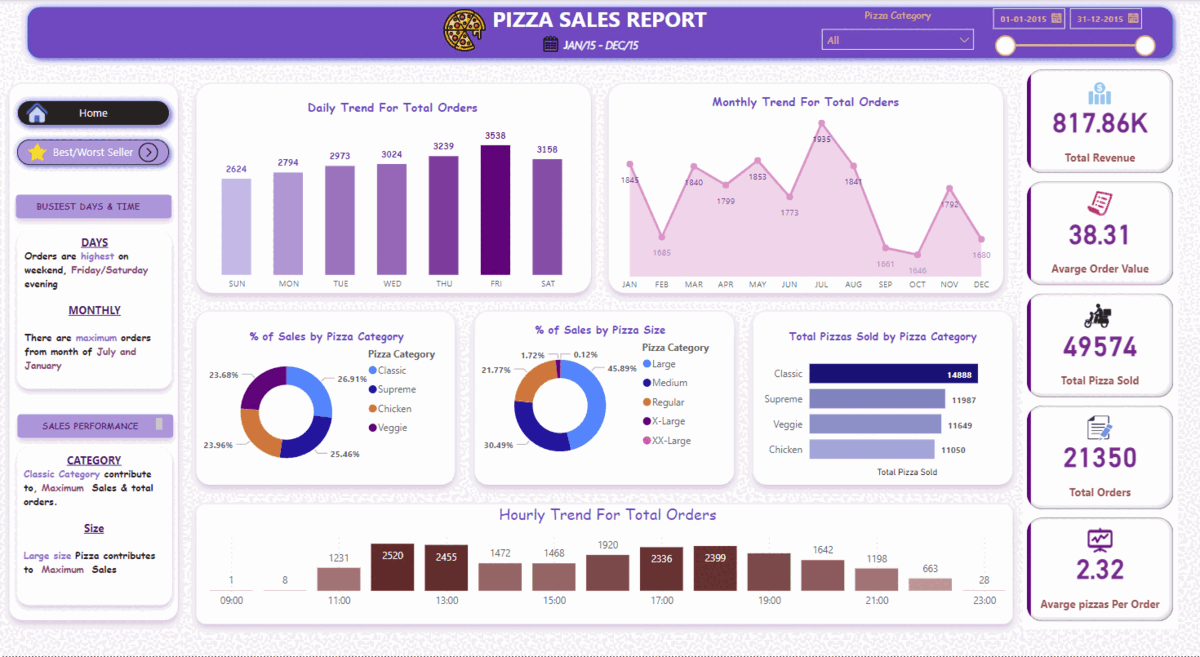 PIZZA SALES REPORT
JAN/15 - DEC/15
Pizza Category
All
01-01-2015
31-12-2015
Home
Best/Worst Seller
BUSIEST DAYS & TIME
DAYS
Orders are highest on
weekend, Friday/Saturday
evening
MONTHLY
There are maximum orders
from month of July and
January
SALES PERFORMANCE
CATEGORY
Classic Category contribute
to, Maximum Sales & total
orders.
Size
Large size Pizza contributes
to Maximum Sales
Daily Trend For Total Orders
2624
2794
2973
3024
3239
3538
3158
SUN MON TUE WED THU FRI SAT
Monthly Trend For Total Orders
1845
1685
1840
1799
1853
1773
1935
1841
1661
1646
1792
1680
JAN FEB MAR APR MAY JUN JUL AUG SEP OCT NOV DEC
% of Sales by Pizza Category
23.68%
26.91%
23.96%
25.46%
Pizza Category
Classic
Supreme
Chicken
Veggie
% of Sales by Pizza Size
1.72%
0.12%
21.77%
45.89%
30.49%
Pizza Category
Large
Medium
Regular
X-Large
XX-Large
Total Pizzas Sold by Pizza Category
Classic 14888
Supreme 11987
Veggie 11649
Chicken 11050
Total Pizza Sold
Hourly Trend For Total Orders
1 8 1231 2520 2455 1472 1468 1920 2336 2399 1642 1198 663 28
09:00 11:00 13:00 15:00 17:00 19:00 21:00 23:00
817.86K
Total Revenue
38.31
Avarge Order Value
49574
Total Pizza Sold
21350
Total Orders
2.32
Avarge pizzas Per Order